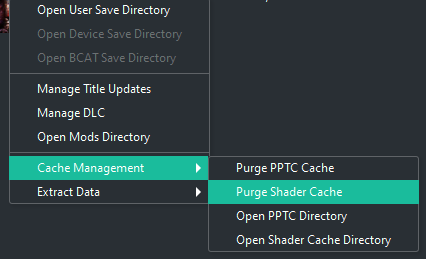 Open User Save Directory
Open Device Save Directory
Open BCAT Save Directory
Manage Title Updates
Manage DLC
Open Mods Directory
Cache Management
Extract Data
Purge PPTC Cache
Purge Shader Cache
Open PPTC Directory
Open Shader Cache Directory